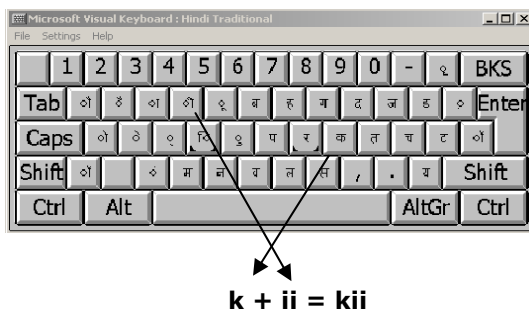 Microsoft Visual Keyboard : Hindi Traditional
File Settings Help
1 2 3 4 5 6 7 8 9 0 - ृ BKS
Tab ौ ै ा ी ू ब ह ग द ज ड ़ Enter
Caps ो े ् ि ु प र क त च ट ॉ
Shift ॉ ं म न व ल स , . य Shift
Ctrl Alt AltGr Ctrl
k + ii = kii